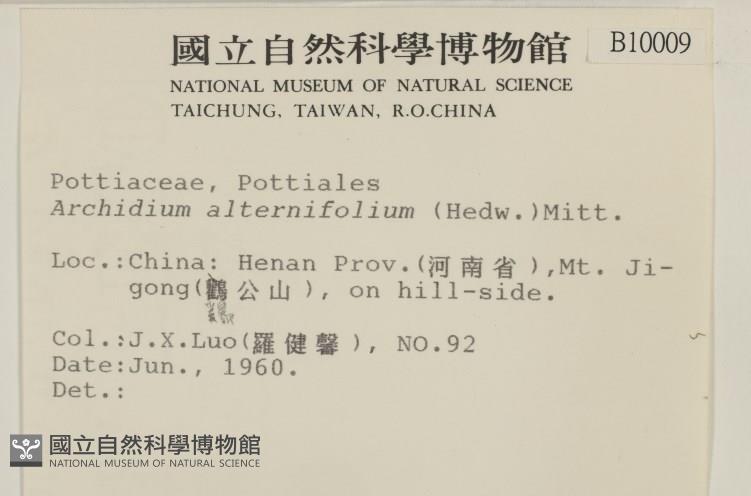 國立自然科學博物館 B10009
NATIONAL MUSEUM OF NATURAL SCIENCE
TAICHUNG, TAIWAN, R.O.CHINA
Pottiaceae, Pottiales
Archidium alternifolium (Hedw.)Mitt.
Loc.:China: Henan Prov.(河南省),Mt. Ji-
gong(鶴公山), on hill-side.
Col.:J.X.Luo(羅健馨), NO.92
Date:Jun., 1960.
Det.:
國立自然科學博物館
NATIONAL MUSEUM OF NATURAL SCIENCE